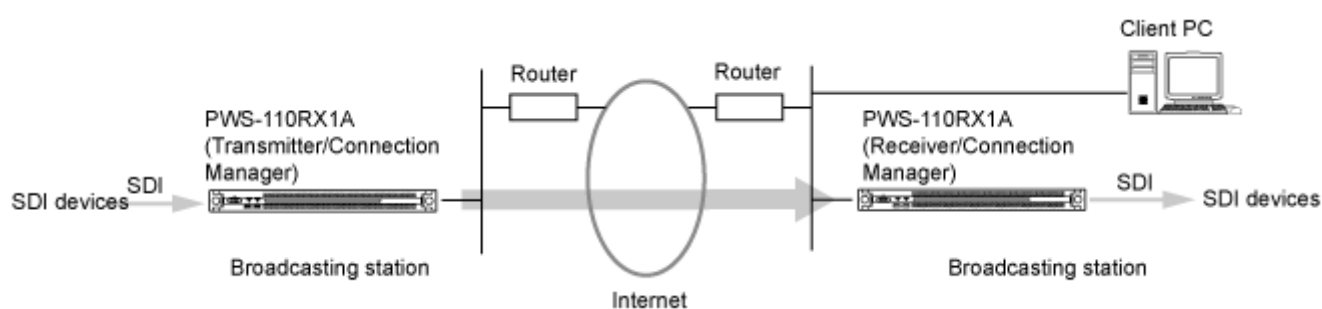 Client PC
Router
Router
PWS-110RX1A
(Transmitter/Connection
Manager)
PWS-110RX1A
(Receiver/Connection
Manager)
SDI devices
SDI
SDI
SDI devices
Broadcasting station
Broadcasting station
Internet